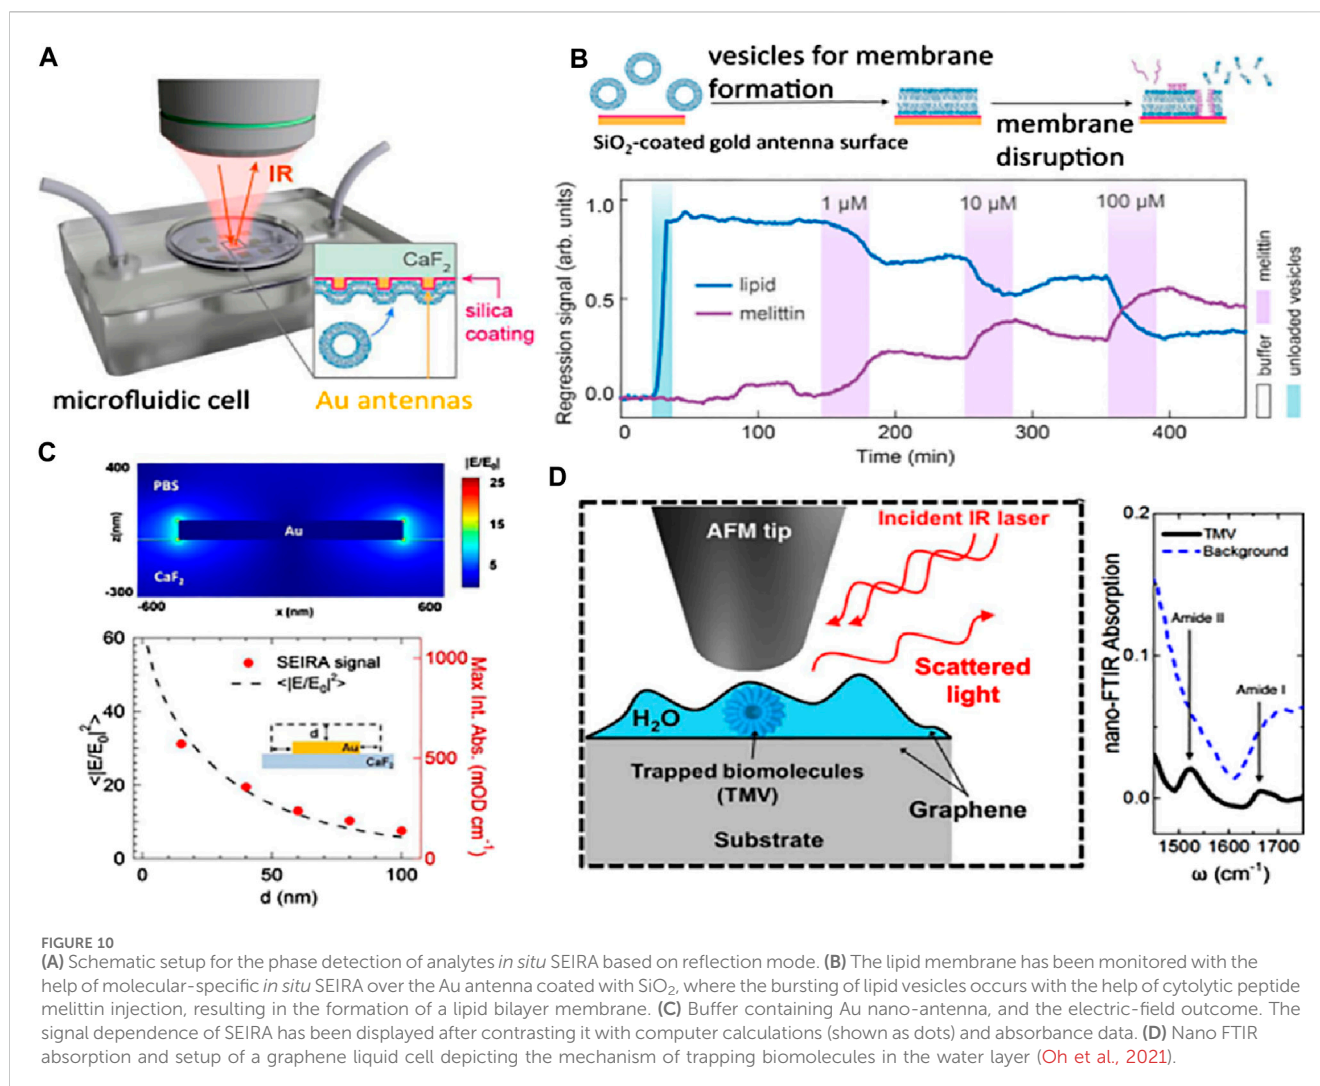 A
IR
CaF2
silica
coating
microfluidic cell
Au antennas
B
vesicles for membrane
formation
SiO2-coated gold antenna surface
membrane
disruption
Regression signal (arb. units)
1.0
0.5
0.0
1 μM
10 μM
100 μM
lipid
melittin
0
100
200
300
400
Time (min)
buffer
melittin
unloaded vesicles
C
400
z(nm)
-300
PBS
Au
CaF2
-600
x (nm)
600
|E/E0|
25
15
5
60
40
20
0
<|E/E0|²>
SEIRA signal
<|E/E0|²>
d
Au
CaF2
1000
500
0
Max Int. Abs. (mOD cm-1)
0
50
100
d (nm)
D
AFM tip
Incident IR laser
Scattered
light
H2O
Trapped biomolecules
(TMV)
Graphene
Substrate
nano-FTIR Absorption
0.2
0.1
0.0
TMV
Background
Amide II
Amide I
1500
1600
1700
ω (cm-1)
FIGURE 10
(A) Schematic setup for the phase detection of analytes in situ SEIRA based on reflection mode. (B) The lipid membrane has been monitored with the
help of molecular-specific in situ SEIRA over the Au antenna coated with SiO2, where the bursting of lipid vesicles occurs with the help of cytolytic peptide
melittin injection, resulting in the formation of a lipid bilayer membrane. (C) Buffer containing Au nano-antenna, and the electric-field outcome. The
signal dependence of SEIRA has been displayed after contrasting it with computer calculations (shown as dots) and absorbance data. (D) Nano FTIR
absorption and setup of a graphene liquid cell depicting the mechanism of trapping biomolecules in the water layer (Oh et al., 2021).